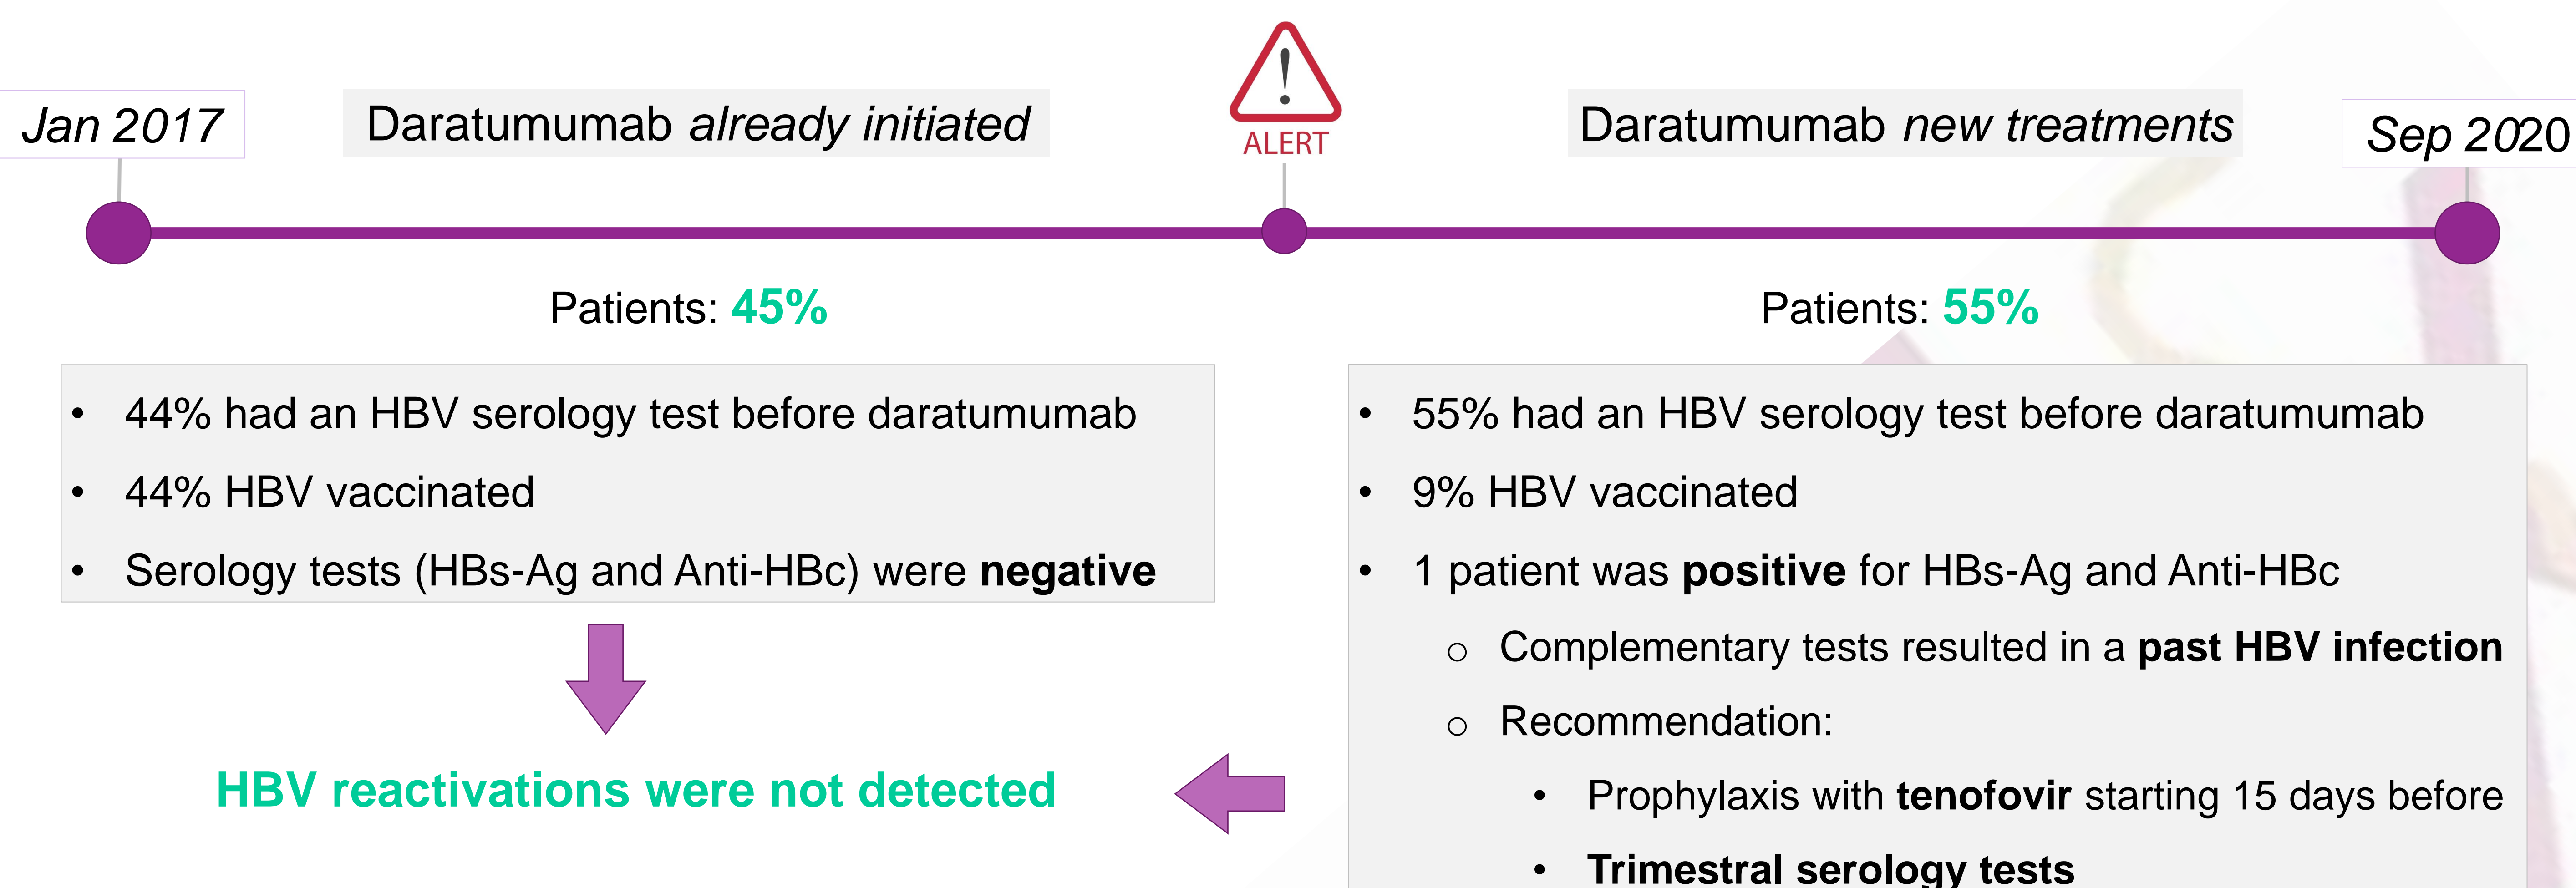 Jan 2017
Daratumumab already initiated
!
ALERT
Daratumumab new treatments
Sep 2020
Patients: 45%
• 44% had an HBV serology test before daratumumab
• 44% HBV vaccinated
• Serology tests (HBs-Ag and Anti-HBc) were negative
HBV reactivations were not detected
Patients: 55%
• 55% had an HBV serology test before daratumumab
• 9% HBV vaccinated
• 1 patient was positive for HBs-Ag and Anti-HBc
o Complementary tests resulted in a past HBV infection
o Recommendation:
• Prophylaxis with tenofovir starting 15 days before
• Trimestral serology tests